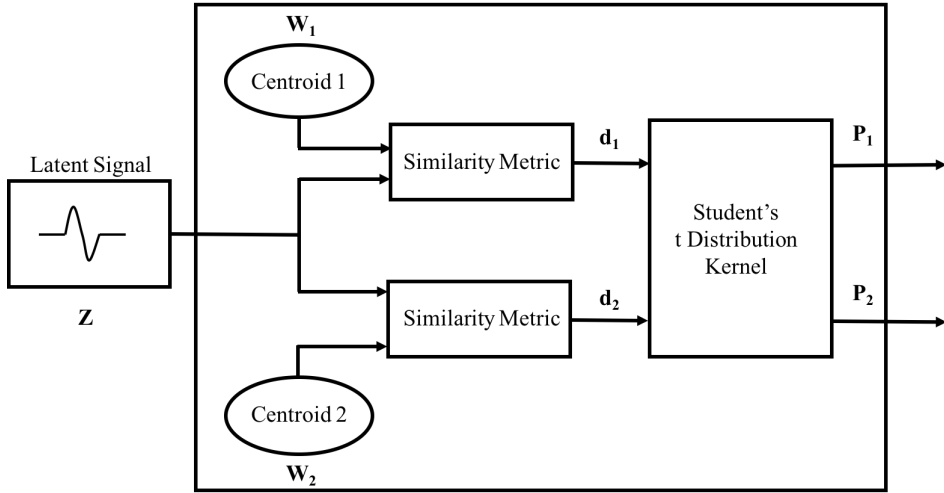 W₁
Centroid 1
Latent Signal
Z
Similarity Metric
d₁
Student's
t Distribution
Kernel
P₁
Similarity Metric
d₂
P₂
Centroid 2
W₂